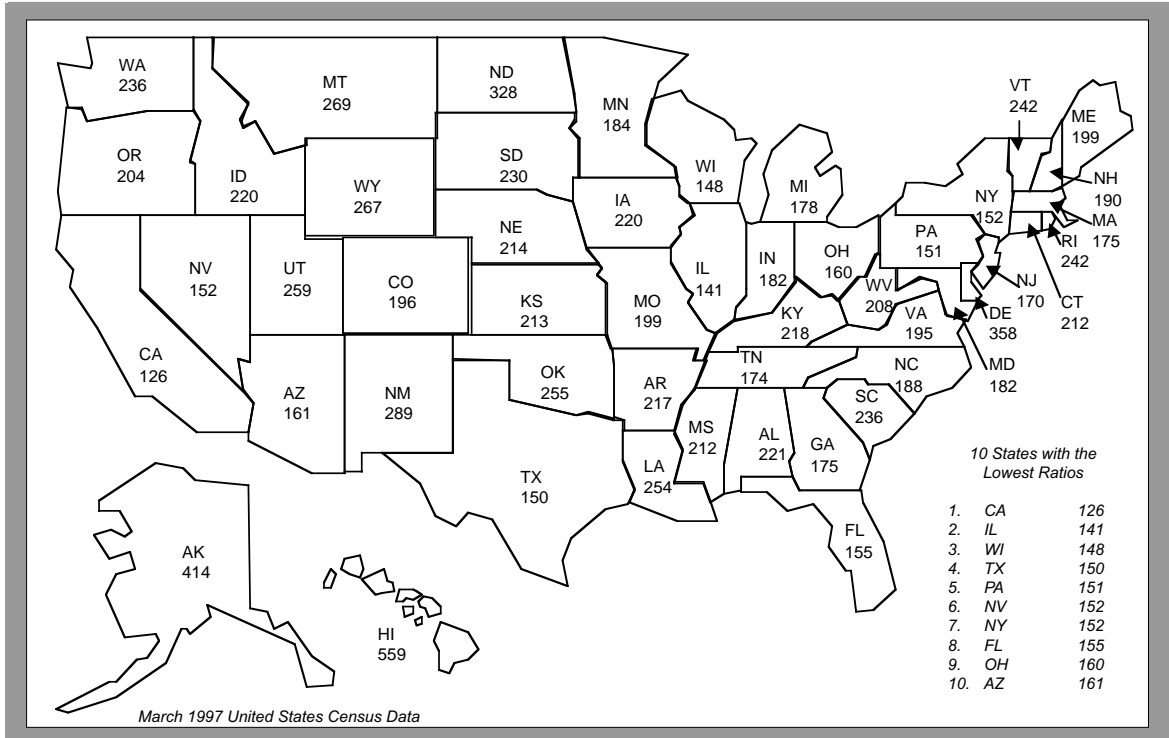 WA
236
MT
269
ND
328
MN
184
VT
242
ME
199
OR
204
ID
220
WY
267
SD
230
WI
148
MI
178
NY
152
NH
190
MA
175
RI
242
CT
212
IA
220
NE
214
PA
151
NV
152
UT
259
CO
196
IL
141
IN
182
OH
160
NJ
170
KS
213
MO
199
WV
208
DE
358
KY
218
VA
195
MD
182
CA
126
TN
174
NC
188
AZ
161
NM
289
OK
255
AR
217
SC
236
MS
212
AL
221
GA
175
TX
150
LA
254
FL
155
AK
414
HI
559
10 States with the
Lowest Ratios
1. CA 126
2. IL 141
3. WI 148
4. TX 150
5. PA 151
6. NV 152
7. NY 152
8. FL 155
9. OH 160
10. AZ 161
March 1997 United States Census Data